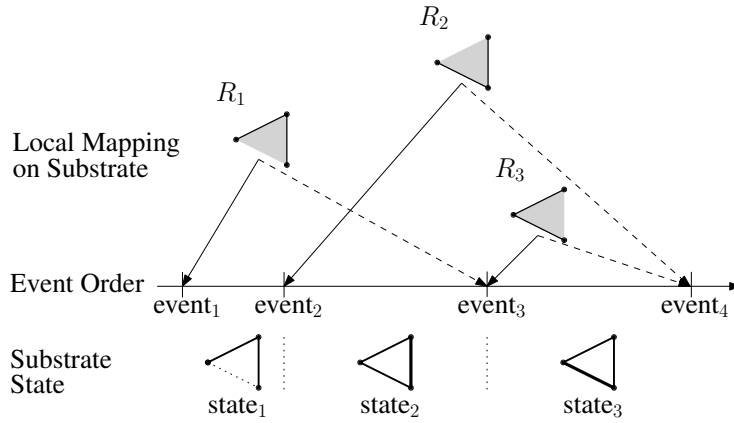 R₂
R₁
Local Mapping
on Substrate
R₃
Event Order
event₁ event₂ event₃ event₄
Substrate
State
state₁ state₂ state₃